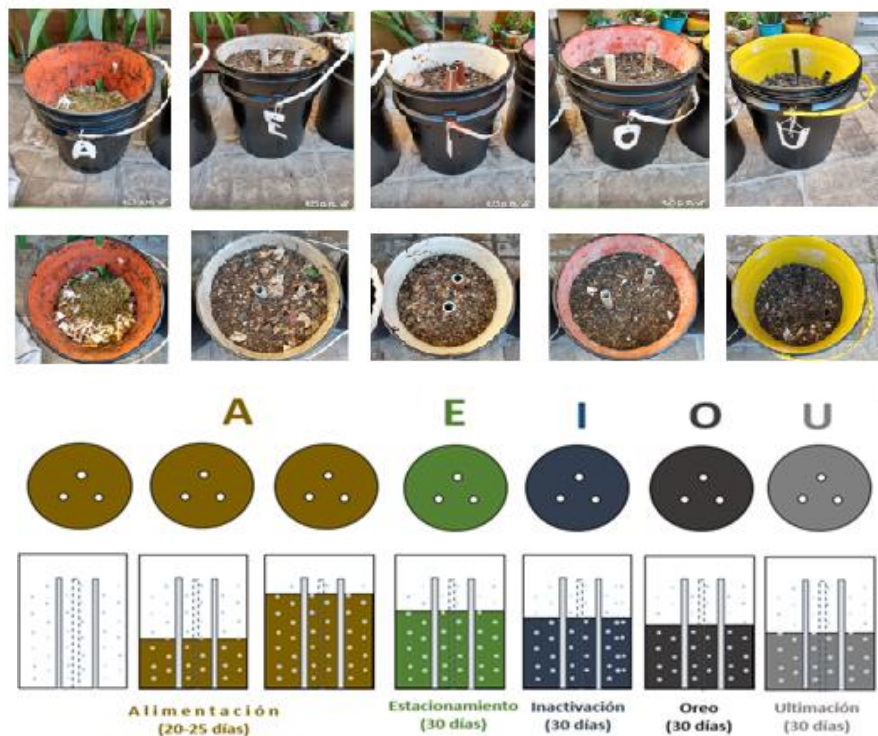 A
E
I
O
U
A E I O U
Alimentación
(20-25 días)
Estacionamiento
(30 días)
Inactivación
(30 días)
Oreo
(30 días)
Ultimación
(30 días)